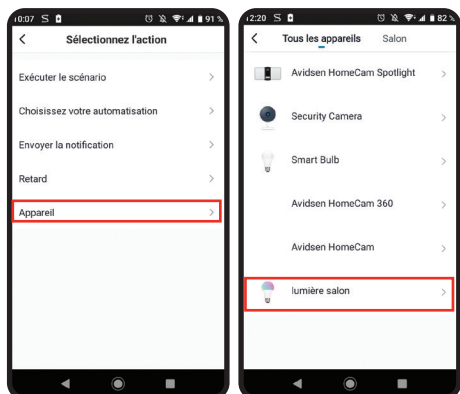 10:07 S 91 %
Sélectionnez l'action
Exécuter le scénario
Choisissez votre automatisation
Envoyer la notification
Retard
Appareil
12:20 S 82 %
Tous les appareils Salon
Avidsen HomeCam Spotlight
Security Camera
Smart Bulb
Avidsen HomeCam 360
Avidsen HomeCam
lumière salon